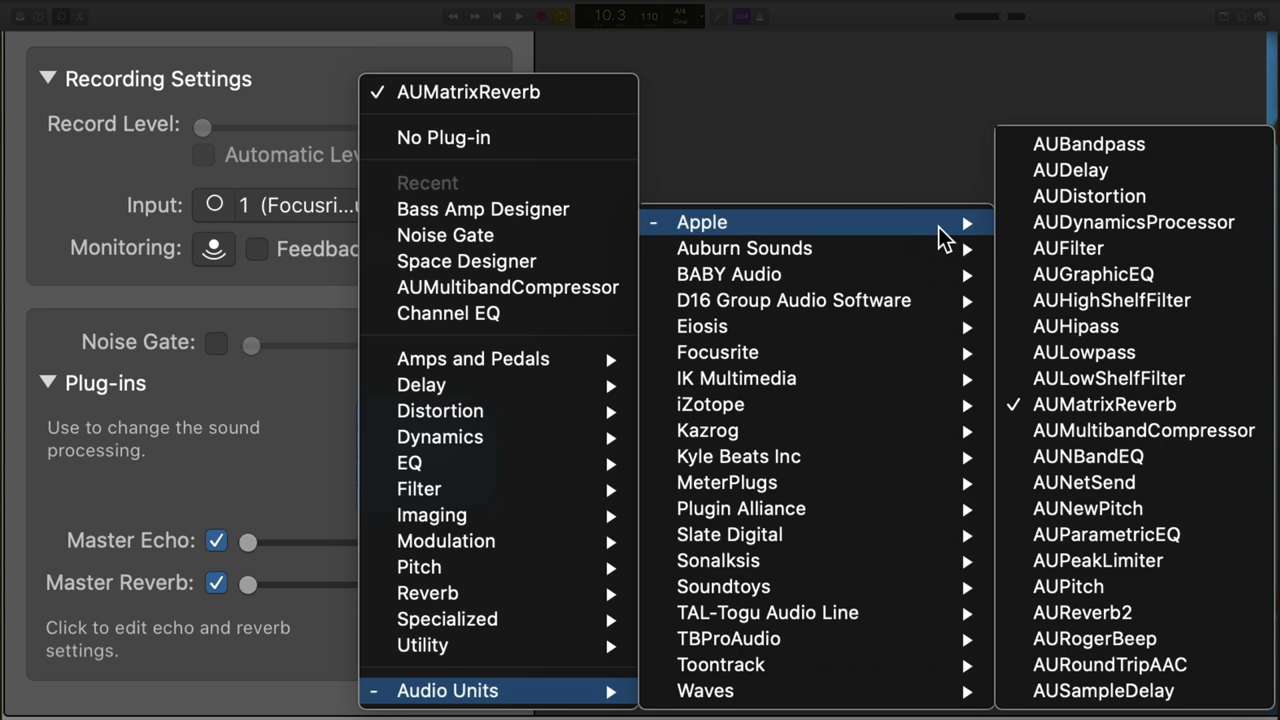 10.3
110
4/4
Cmaj
Recording Settings
Record Level:
Automatic Lev
Input:
1 (Focusri...u
Monitoring:
Feedbac
Noise Gate:
Plug-ins
Use to change the sound
processing.
Master Echo:
Master Reverb:
Click to edit echo and reverb
settings.
AUMatrixReverb
No Plug-in
Recent
Bass Amp Designer
Noise Gate
Space Designer
AUMultibandCompressor
Channel EQ
Amps and Pedals
Delay
Distortion
Dynamics
EQ
Filter
Imaging
Modulation
Pitch
Reverb
Specialized
Utility
Audio Units
Apple
Auburn Sounds
BABY Audio
D16 Group Audio Software
Eiosis
Focusrite
IK Multimedia
iZotope
Kazrog
Kyle Beats Inc
MeterPlugs
Plugin Alliance
Slate Digital
Sonalksis
Soundtoys
TAL-Togu Audio Line
TBProAudio
Toontrack
Waves
AUBandpass
AUDelay
AUDistortion
AUDynamicsProcessor
AUFilter
AUGraphicEQ
AUHighShelfFilter
AUHipass
AULowpass
AULowShelfFilter
AUMatrixReverb
AUMultibandCompressor
AUNBandEQ
AUNetSend
AUNewPitch
AUParametricEQ
AUPeakLimiter
AUPitch
AUReverb2
AURogerBeep
AURoundTripAAC
AUSampleDelay